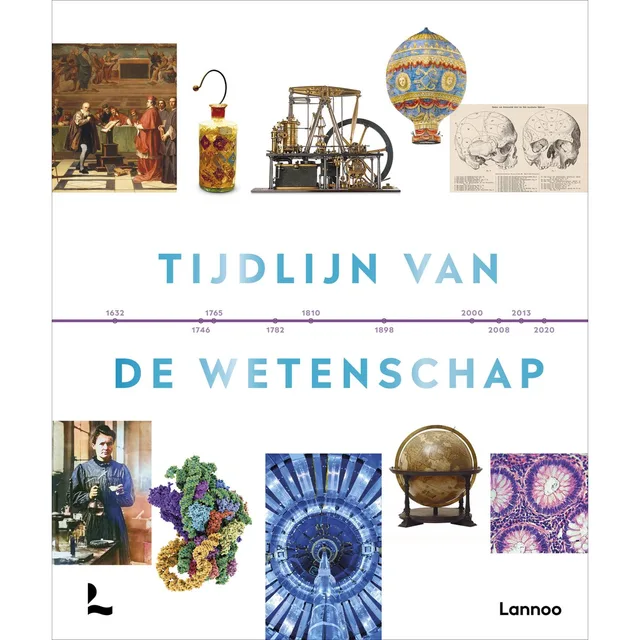 TIJDLIJN VAN
1632 1765 1810 2000 2013
1746 1782 1898 2008 2020
DE WETENSCHAP
Lannoo